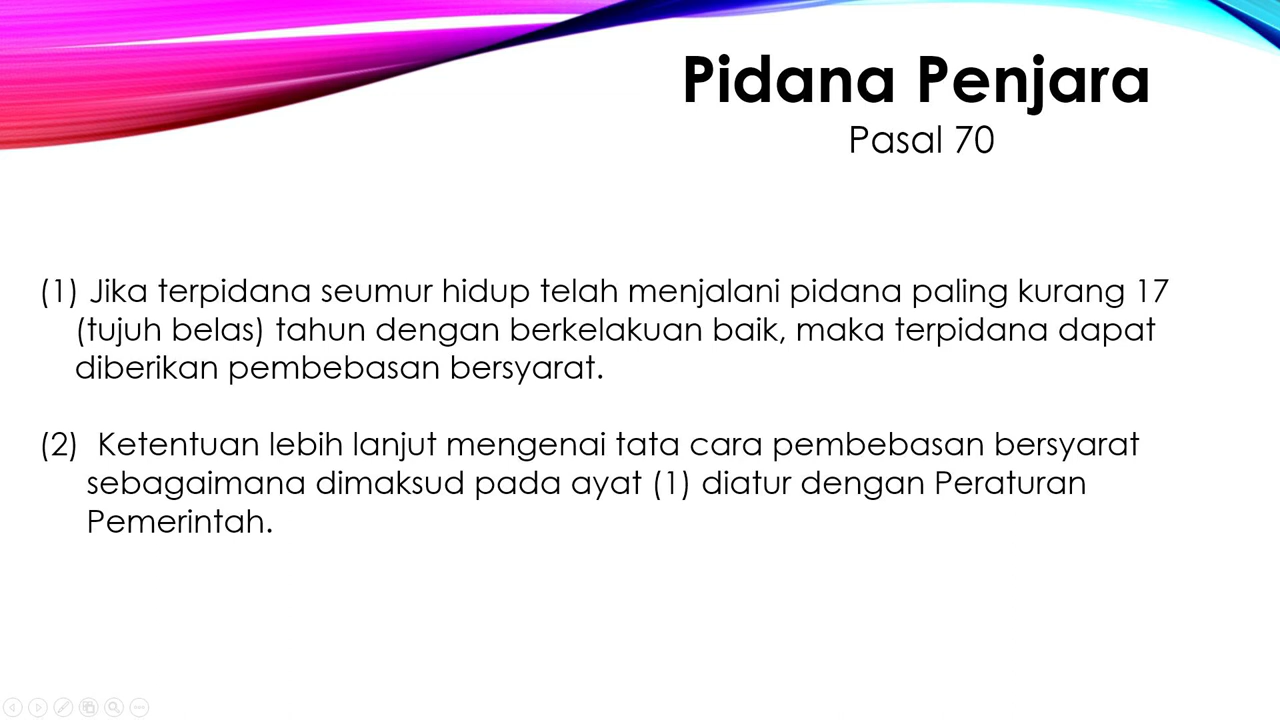 Pidana Penjara
Pasal 70
(1) Jika terpidana seumur hidup telah menjalani pidana paling kurang 17
(tujuh belas) tahun dengan berkelakuan baik, maka terpidana dapat
diberikan pembebasan bersyarat.
(2) Ketentuan lebih lanjut mengenai tata cara pembebasan bersyarat
sebagaimana dimaksud pada ayat (1) diatur dengan Peraturan
Pemerintah.